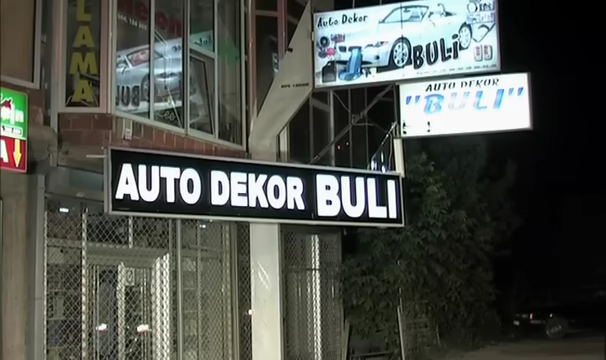 LAMA
Auto Dekor
BULI
AUTO DEKOR
"BULI"
AUTO DEKOR BULI
A